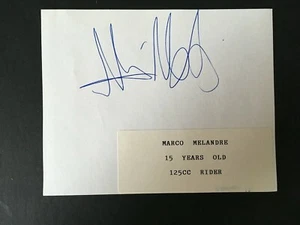 MARCO MELANDRE
15 YEARS OLD
125CC RIDER